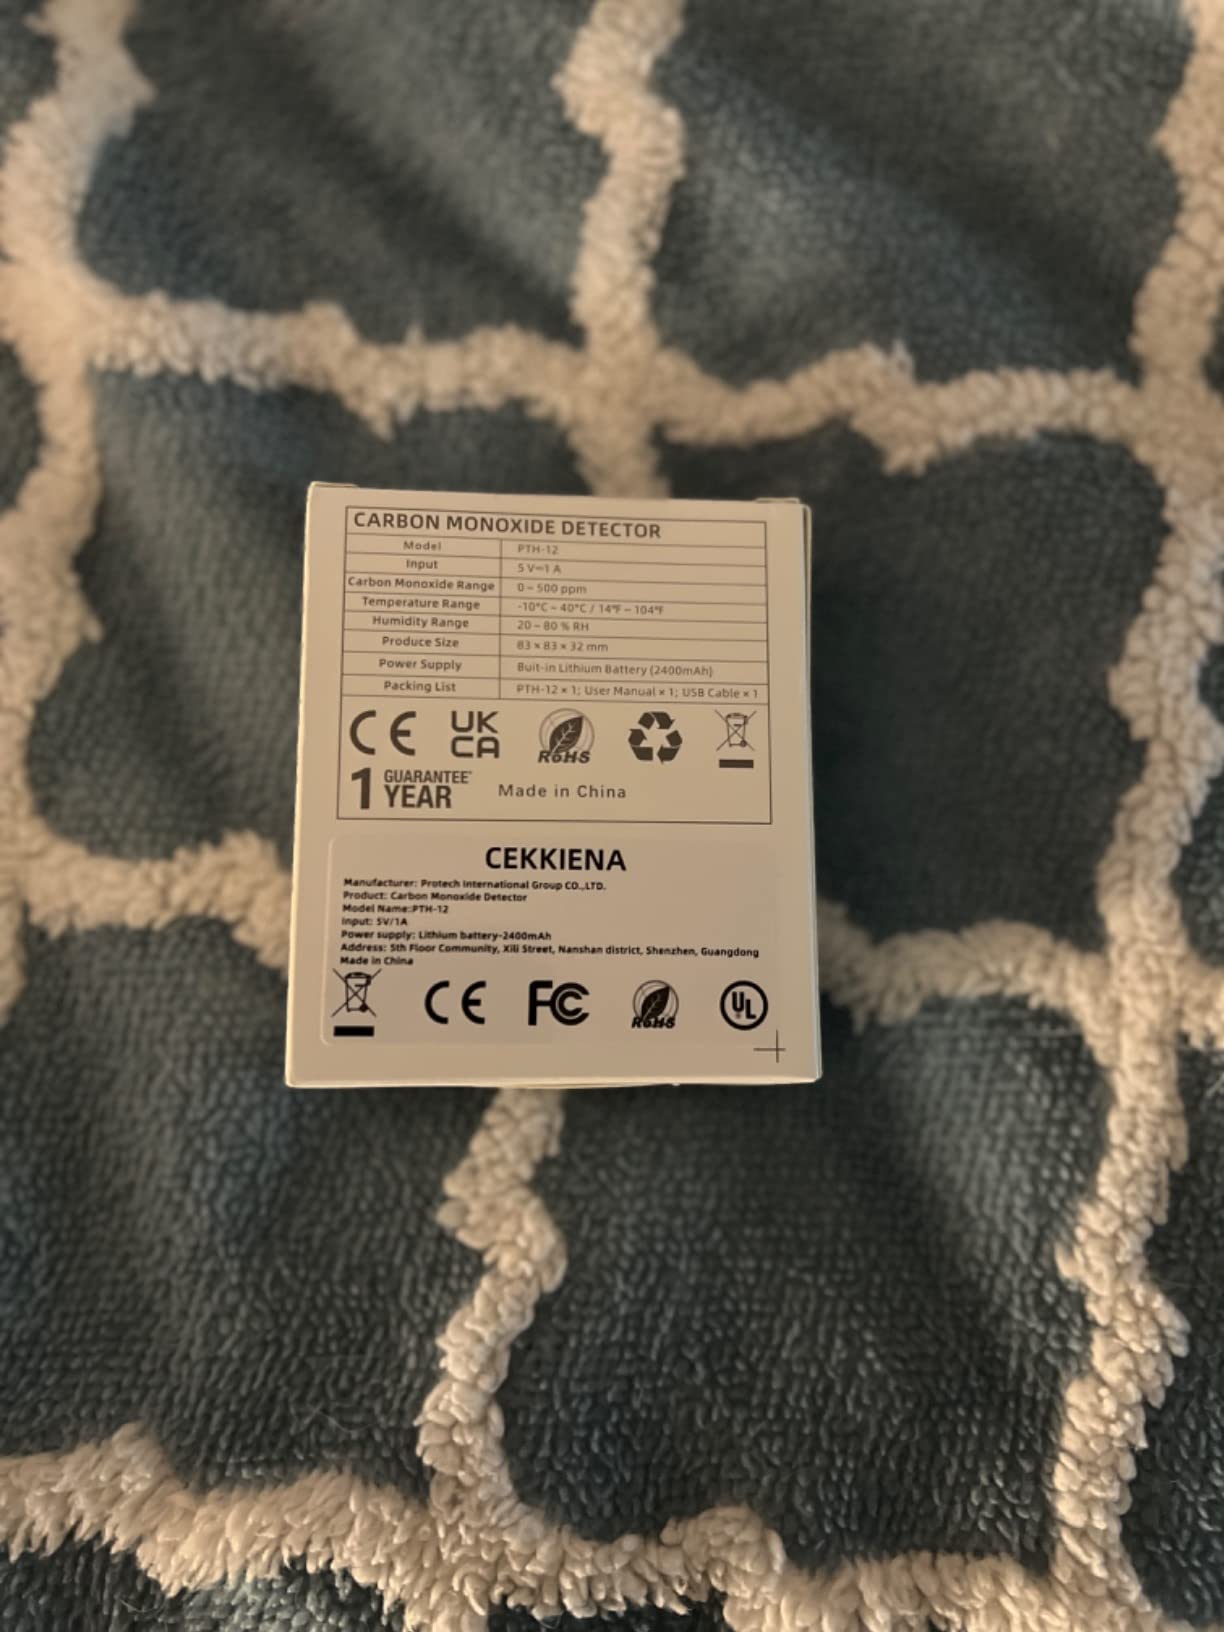 CARBON MONOXIDE DETECTOR
Model PTH-12
Input 5 V⎓1 A
Carbon Monoxide Range 0 ~ 500 ppm
Temperature Range -10°C ~ 40°C / 14°F ~ 104°F
Humidity Range 20 ~ 80 % RH
Produce Size 83 × 83 × 32 mm
Power Supply Buit-in Lithium Battery (2400mAh)
Packing List PTH-12 × 1; User Manual × 1; USB Cable × 1
CE UK CA RoHS
1 YEAR GUARANTEE Made in China
CEKKIENA
Manufacturer: Protech International Group CO.,LTD.
Product: Carbon Monoxide Detector
Model Name:PTH-12
Input: 5V/1A
Power supply: Lithium battery-2400mAh
Address: 5th Floor Community, Xili Street, Nanshan district, Shenzhen, Guangdong
Made in China
CE FC RoHS UL